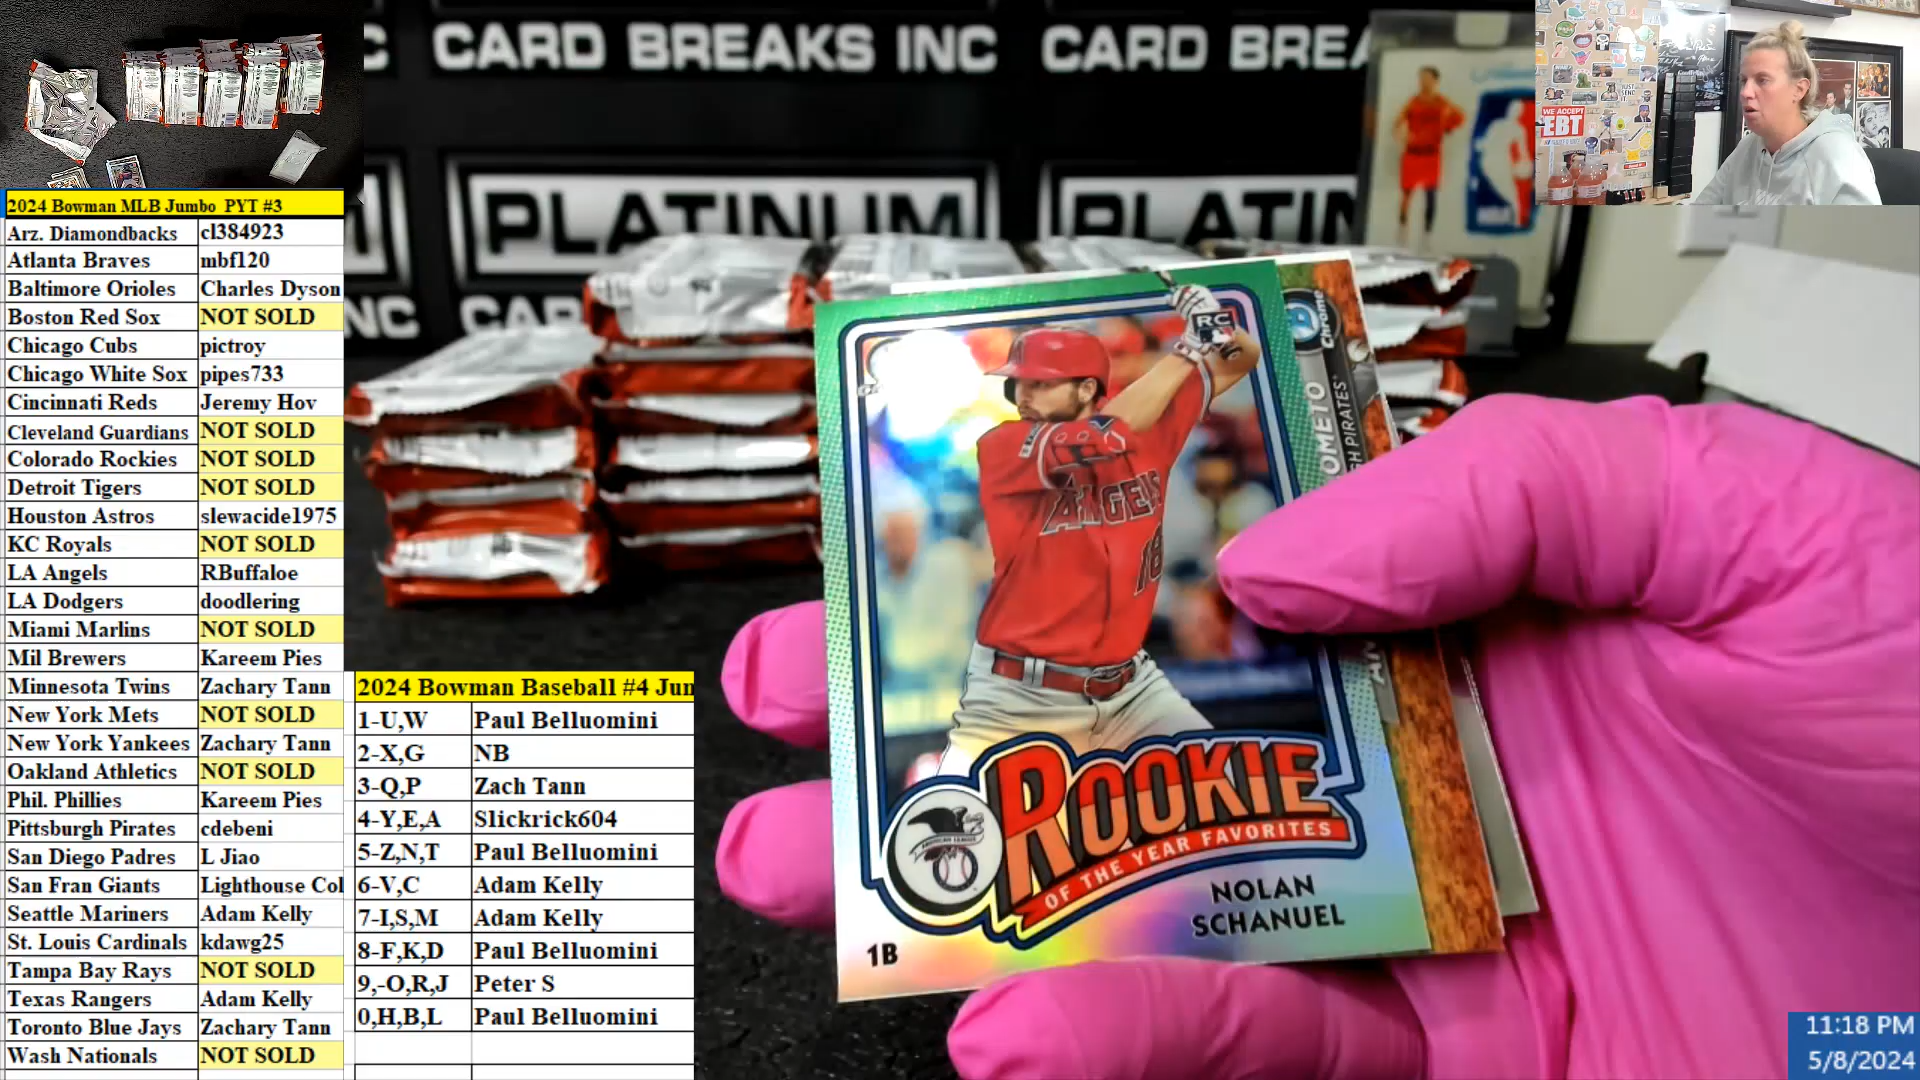 C CARD BREAKS INC CARD BREA
PLATINUM PLATIN
NC CAR
WE ACCEPT
EBT
2024 Bowman MLB Jumbo PYT #3
Arz. Diamondbacks cl384923
Atlanta Braves mbf120
Baltimore Orioles Charles Dyson
Boston Red Sox NOT SOLD
Chicago Cubs pictroy
Chicago White Sox pipes733
Cincinnati Reds Jeremy Hov
Cleveland Guardians NOT SOLD
Colorado Rockies NOT SOLD
Detroit Tigers NOT SOLD
Houston Astros slewacide1975
KC Royals NOT SOLD
LA Angels RBuffaloe
LA Dodgers doodlering
Miami Marlins NOT SOLD
Mil Brewers Kareem Pies
Minnesota Twins Zachary Tann
New York Mets NOT SOLD
New York Yankees Zachary Tann
Oakland Athletics NOT SOLD
Phil. Phillies Kareem Pies
Pittsburgh Pirates cdebeni
San Diego Padres L Jiao
San Fran Giants Lighthouse Col
Seattle Mariners Adam Kelly
St. Louis Cardinals kdawg25
Tampa Bay Rays NOT SOLD
Texas Rangers Adam Kelly
Toronto Blue Jays Zachary Tann
Wash Nationals NOT SOLD
2024 Bowman Baseball #4 Jun
1-U,W Paul Belluomini
2-X,G NB
3-Q,P Zach Tann
4-Y,E,A Slickrick604
5-Z,N,T Paul Belluomini
6-V,C Adam Kelly
7-I,S,M Adam Kelly
8-F,K,D Paul Belluomini
9,-O,R,J Peter S
0,H,B,L Paul Belluomini
RC
ANGELS
18
ROOKIE
OF THE YEAR FAVORITES
AMERICAN LEAGUE
NOLAN
SCHANUEL
1B
B Chrome
OMETO
GH PIRATES
11:18 PM
5/8/2024